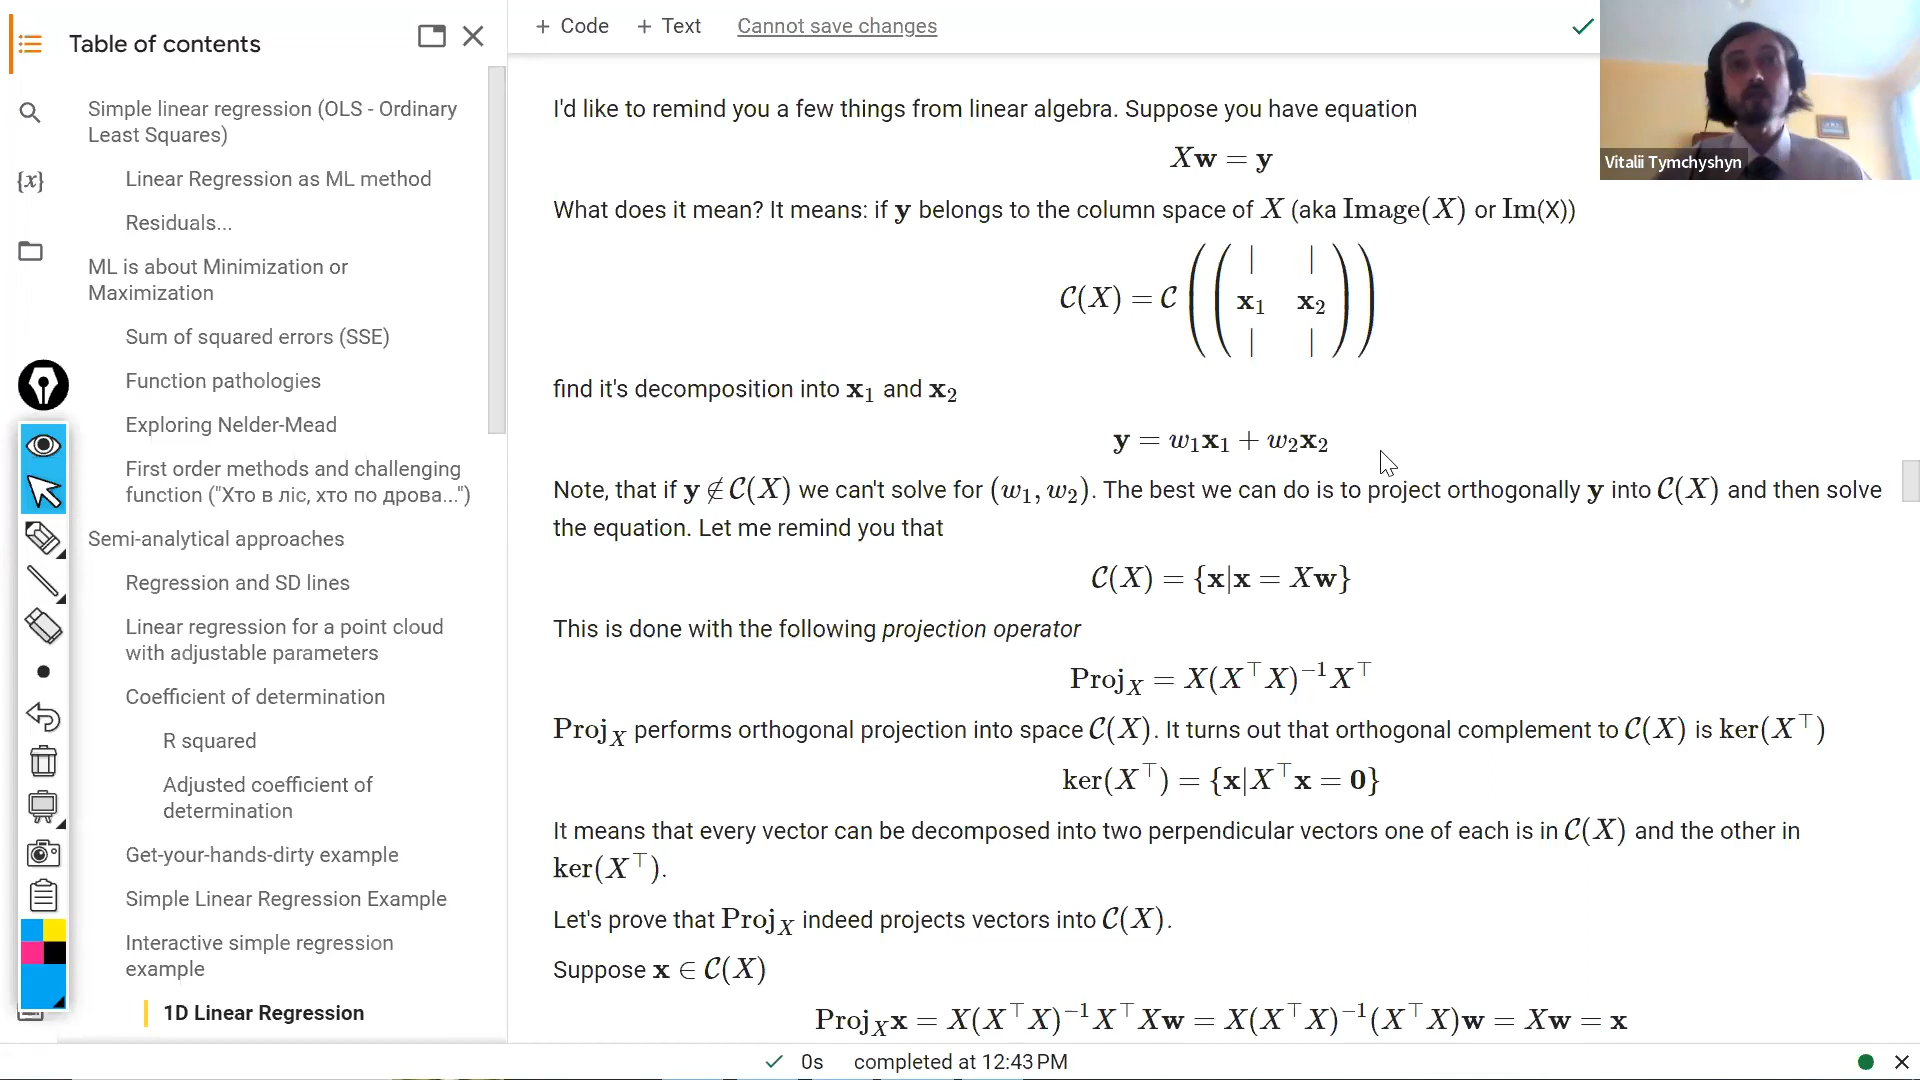 Table of contents
Simple linear regression (OLS - Ordinary
Least Squares)
Linear Regression as ML method
Residuals...
ML is about Minimization or
Maximization
Sum of squared errors (SSE)
Function pathologies
Exploring Nelder-Mead
First order methods and challenging
function ("Хто в ліс, хто по дрова...")
Semi-analytical approaches
Regression and SD lines
Linear regression for a point cloud
with adjustable parameters
Coefficient of determination
R squared
Adjusted coefficient of
determination
Get-your-hands-dirty example
Simple Linear Regression Example
Interactive simple regression
example
1D Linear Regression
{x}
+ Code + Text Cannot save changes
Vitalii Tymchyshyn
I'd like to remind you a few things from linear algebra. Suppose you have equation
Xw = y
What does it mean? It means: if y belongs to the column space of X (aka Image(X) or Im(X))
C(X) = C ( ( | |
x₁ x₂
| | ) )
find it's decomposition into x₁ and x₂
y = w₁x₁ + w₂x₂
Note, that if y ∉ C(X) we can't solve for (w₁, w₂). The best we can do is to project orthogonally y into C(X) and then solve
the equation. Let me remind you that
C(X) = {x|x = Xw}
This is done with the following projection operator
Proj_X = X(X^⊤X)^{−1}X^⊤
Proj_X performs orthogonal projection into space C(X). It turns out that orthogonal complement to C(X) is ker(X^⊤)
ker(X^⊤) = {x|X^⊤x = 0}
It means that every vector can be decomposed into two perpendicular vectors one of each is in C(X) and the other in
ker(X^⊤).
Let's prove that Proj_X indeed projects vectors into C(X).
Suppose x ∈ C(X)
Proj_X x = X(X^⊤X)^{−1}X^⊤Xw = X(X^⊤X)^{−1}(X^⊤X)w = Xw = x
0s completed at 12:43 PM